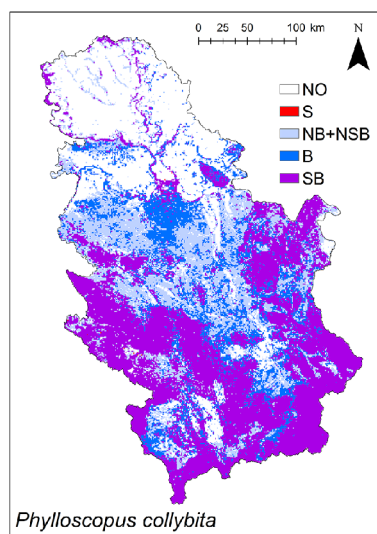 0 25 50 100 km
N
NO
S
NB+NSB
B
SB
Phylloscopus collybita